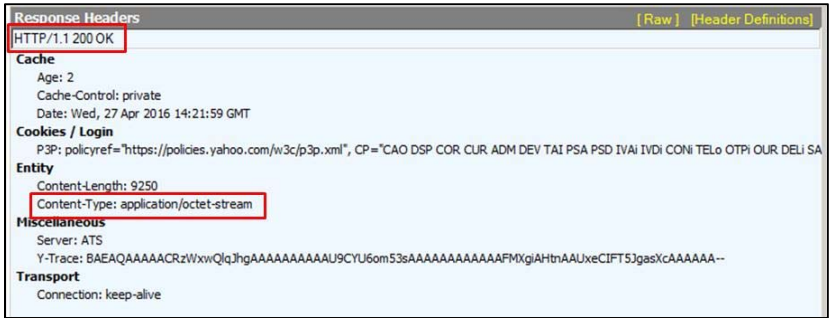 Response Headers [ Raw ] [Header Definitions]
HTTP/1.1 200 OK
Cache
Age: 2
Cache-Control: private
Date: Wed, 27 Apr 2016 14:21:59 GMT
Cookies / Login
P3P: policyref="https://policies.yahoo.com/w3c/p3p.xml", CP="CAO DSP COR CUR ADM DEV TAI PSA PSD IVAi IVDi CONi TELo OTPi OUR DELi SA
Entity
Content-Length: 9250
Content-Type: application/octet-stream
Miscellaneous
Server: ATS
Y-Trace: BAEAQAAAAACRzWxwQlqJhgAAAAAAAAAAU9CYU6om53sAAAAAAAAAAAAFMXgiAHtnAAUxeCIFT5JgasXcAAAAAA--
Transport
Connection: keep-alive